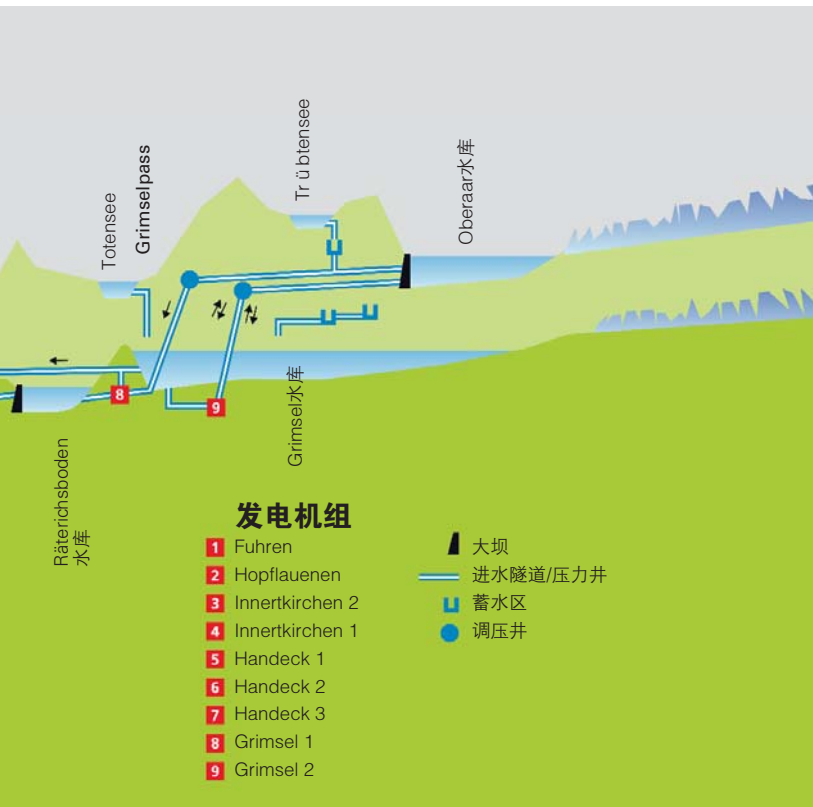 Totensee
Grimselpass
Tr ü btensee
Oberaar水库
8
9
Grimsel水库
Räterichsboden
水库
发电机组
1 Fuhren
2 Hopflauenen
3 Innertkirchen 2
4 Innertkirchen 1
5 Handeck 1
6 Handeck 2
7 Handeck 3
8 Grimsel 1
9 Grimsel 2
大坝
进水隧道/压力井
蓄水区
调压井